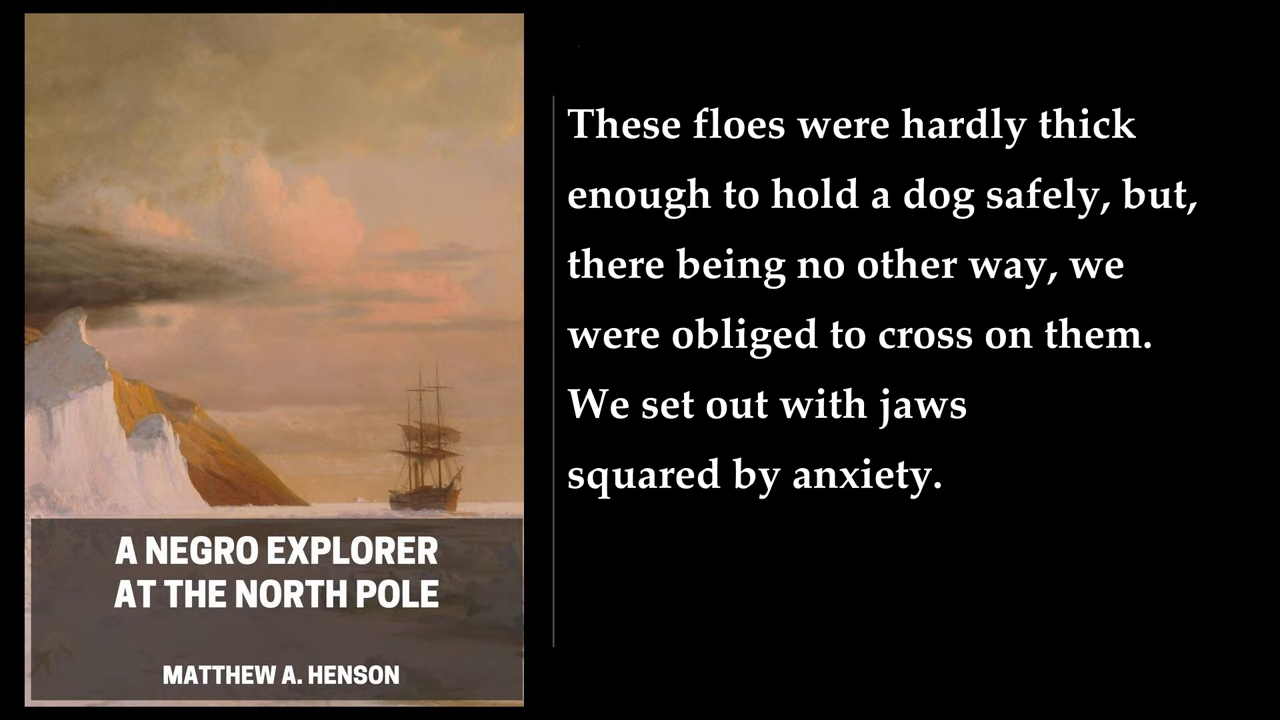 These floes were hardly thick
enough to hold a dog safely, but,
there being no other way, we
were obliged to cross on them.
We set out with jaws
squared by anxiety.
A NEGRO EXPLORER
AT THE NORTH POLE
MATTHEW A. HENSON